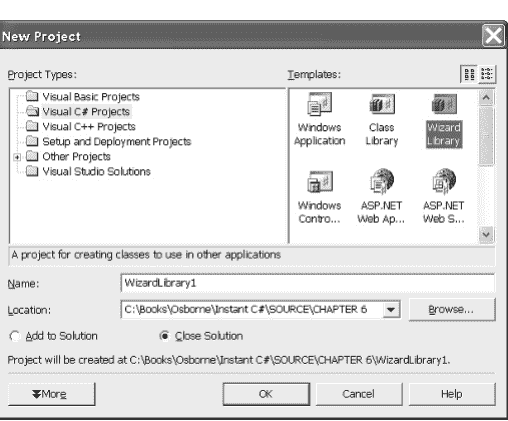 New Project
Project Types:
Templates:
Visual Basic Projects
Visual C# Projects
Visual C++ Projects
Setup and Deployment Projects
Other Projects
Visual Studio Solutions
Windows Application
Class Library
Wizard Library
Windows Contro...
ASP.NET Web Ap...
ASP.NET Web S...
A project for creating classes to use in other applications
Name:
WizardLibrary1
Location:
C:\Books\Osborne\Instant C#\SOURCE\CHAPTER 6
Browse...
Add to Solution
Close Solution
Project will be created at C:\Books\Osborne\Instant C#\SOURCE\CHAPTER 6\WizardLibrary1.
More
OK
Cancel
Help